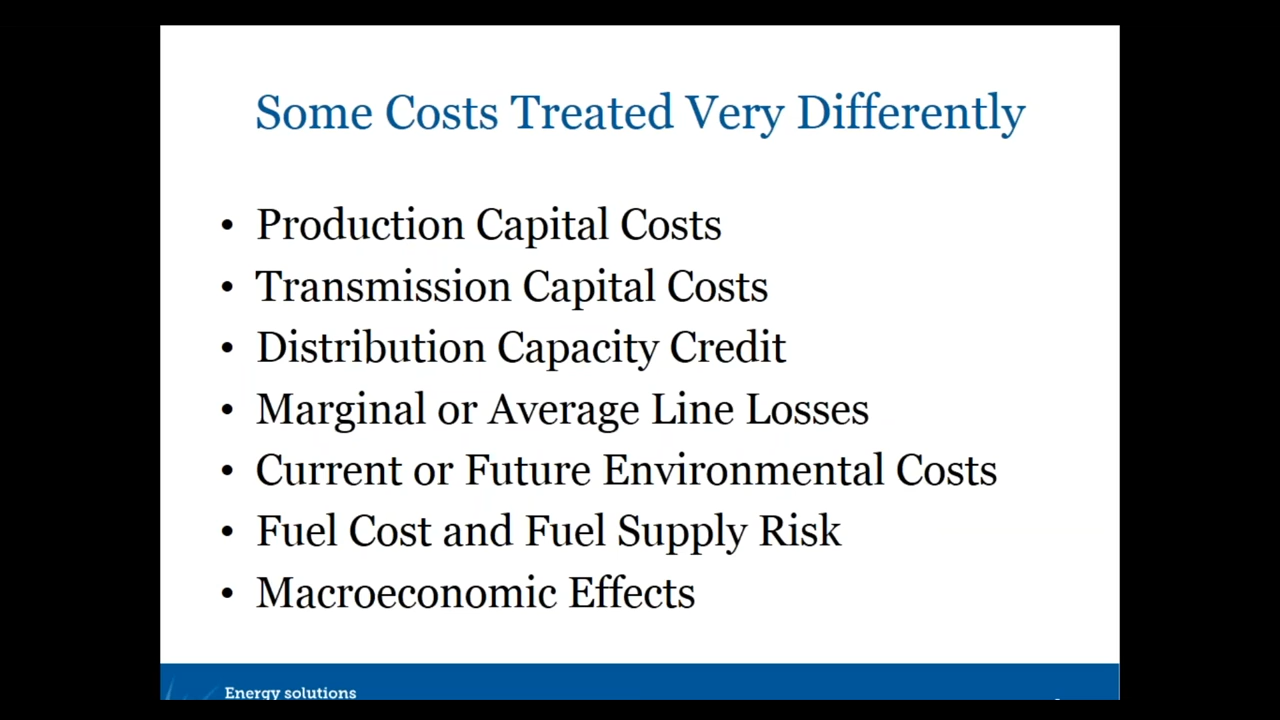 Some Costs Treated Very Differently
• Production Capital Costs
• Transmission Capital Costs
• Distribution Capacity Credit
• Marginal or Average Line Losses
• Current or Future Environmental Costs
• Fuel Cost and Fuel Supply Risk
• Macroeconomic Effects
Energy solutions